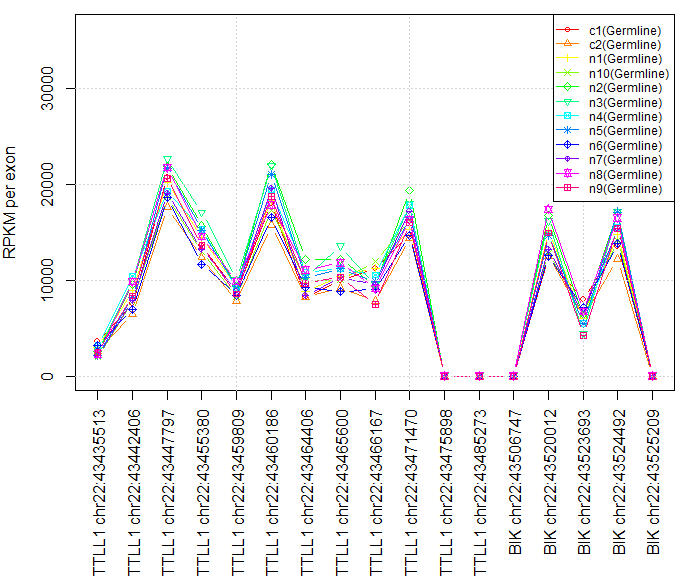 c1(Germline)
c2(Germline)
n1(Germline)
n10(Germline)
n2(Germline)
n3(Germline)
n4(Germline)
n5(Germline)
n6(Germline)
n7(Germline)
n8(Germline)
n9(Germline)
RPKM per exon
30000
20000
10000
0
TTLL1 chr22:43435513
TTLL1 chr22:43442406
TTLL1 chr22:43447797
TTLL1 chr22:43455380
TTLL1 chr22:43459809
TTLL1 chr22:43460186
TTLL1 chr22:43464406
TTLL1 chr22:43465600
TTLL1 chr22:43466167
TTLL1 chr22:43471470
TTLL1 chr22:43475898
TTLL1 chr22:43485273
BIK chr22:43506747
BIK chr22:43520012
BIK chr22:43523693
BIK chr22:43524492
BIK chr22:43525209